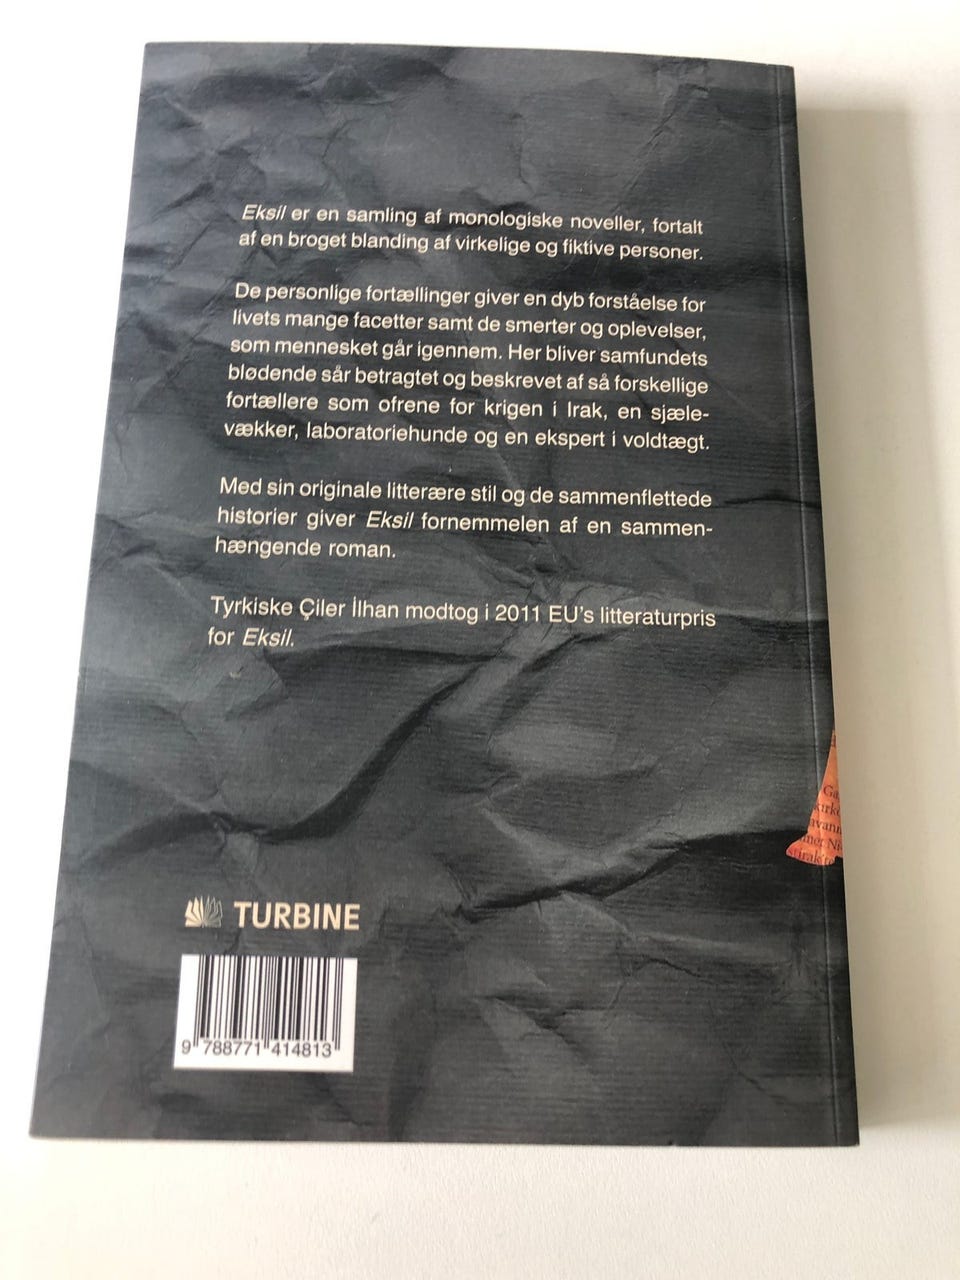 Eksil er en samling af monologiske noveller, fortalt
af en broget blanding af virkelige og fiktive personer.
De personlige fortællinger giver en dyb forståelse for
livets mange facetter samt de smerter og oplevelser,
som mennesket går igennem. Her bliver samfundets
blødende sår betragtet og beskrevet af så forskellige
fortællere som ofrene for krigen i Irak, en sjæle-
vækker, laboratoriehunde og en ekspert i voldtægt.
Med sin originale litterære stil og de sammenflettede
historier giver Eksil fornemmelsen af en sammen-
hængende roman.
Tyrkiske Çiler İlhan modtog i 2011 EU's litteraturpris
for Eksil.
TURBINE
9 788771 414813